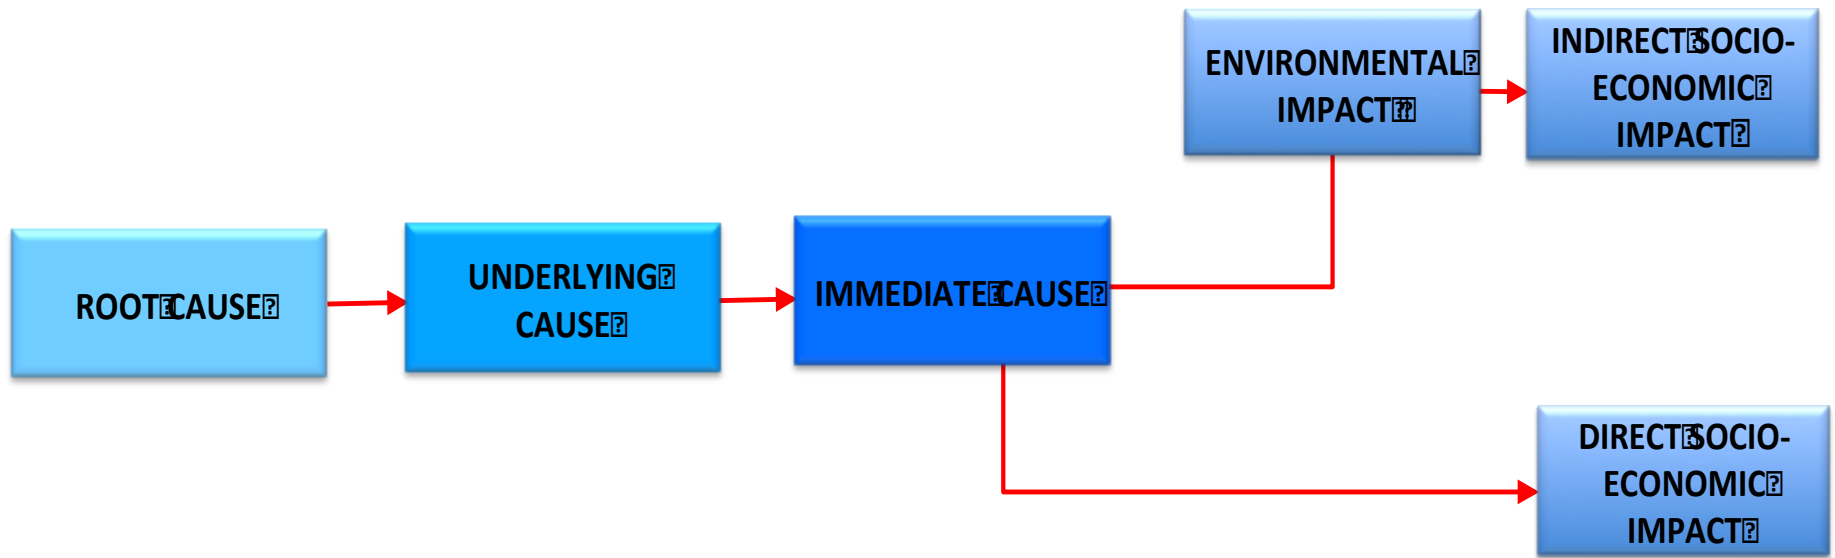 ENVIRONMENTAL
IMPACT
INDIRECT SOCIO-
ECONOMIC
IMPACT
ROOT CAUSE
UNDERLYING
CAUSE
IMMEDIATE CAUSE
DIRECT SOCIO-
ECONOMIC
IMPACT